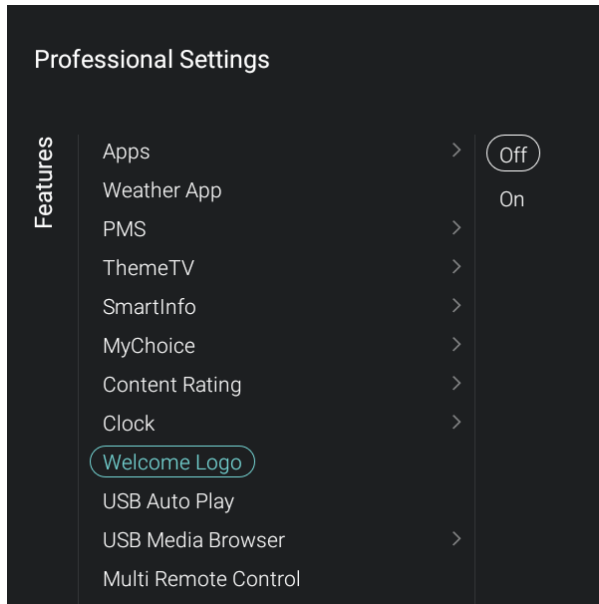 Professional Settings
Features
Apps
Weather App
PMS
ThemeTV
SmartInfo
MyChoice
Content Rating
Clock
Welcome Logo
USB Auto Play
USB Media Browser
Multi Remote Control
Off
On